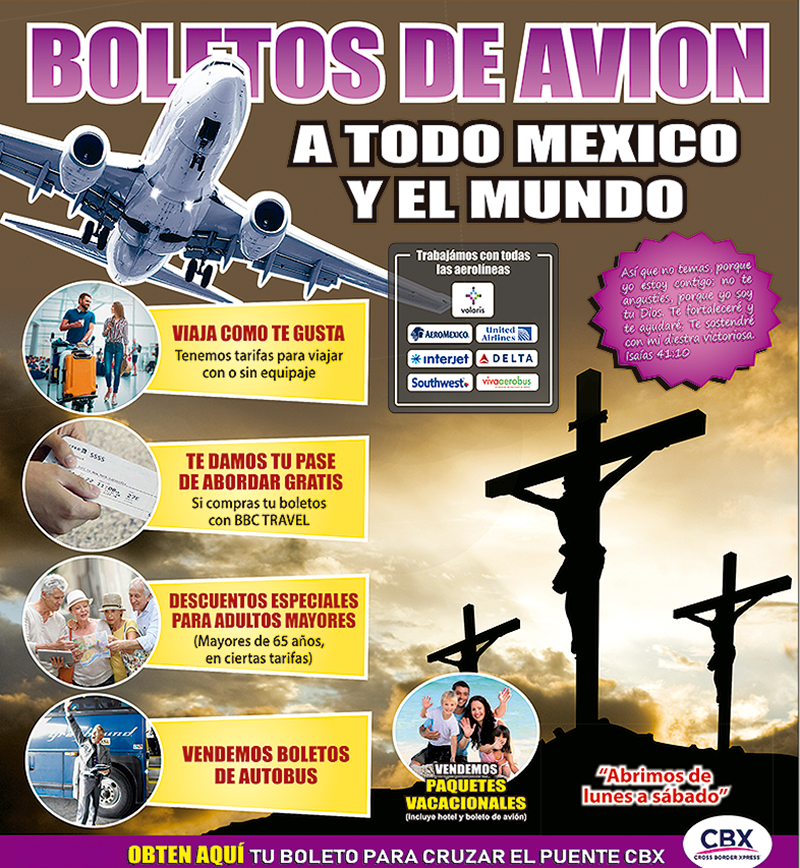 BOLETOS DE AVION
A TODO MEXICO
Y EL MUNDO
Trabajámos con todas
las aerolíneas
volaris
AEROMEXICO
United
Airlines
interjet
DELTA
Southwest
vivaaerobus
Así que no temas, porque
yo estoy contigo; no te
angusties, porque yo soy
tu Dios. Te fortaleceré y
te ayudaré; Te sostendré
con mi diestra victoriosa.
Isaías 41:10
VIAJA COMO TE GUSTA
Tenemos tarifas para viajar
con o sin equipaje
TE DAMOS TU PASE
DE ABORDAR GRATIS
Si compras tu boletos
con BBC TRAVEL
DESCUENTOS ESPECIALES
PARA ADULTOS MAYORES
(Mayores de 65 años,
en ciertas tarifas)
VENDEMOS BOLETOS
DE AUTOBUS
VENDEMOS
PAQUETES
VACACIONALES
(Incluye hotel y boleto de avión)
“Abrimos de
lunes a sábado”
OBTEN AQUÍ TU BOLETO PARA CRUZAR EL PUENTE CBX
CBX
CROSS BORDER XPRESS